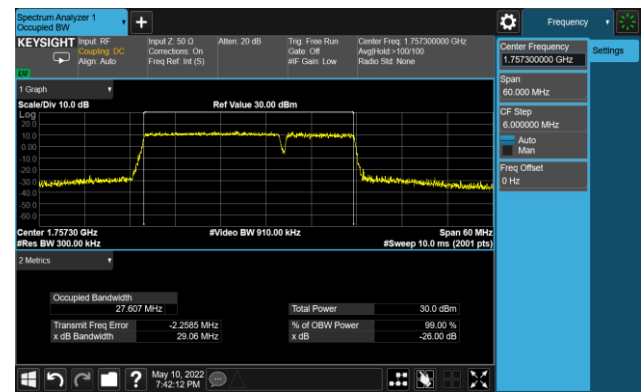 Spectrum Analyzer 1
Occupied BW
Frequency
KEYSIGHT
Input: RF
Coupling: DC
Align: Auto
Input Z: 50 Ω
Corrections: On
Freq Ref: Int (S)
Atten: 20 dB
Trig: Free Run
Gate: Off
#IF Gain: Low
Center Freq: 1.757300000 GHz
Avg|Hold:>100/100
Radio Std: None
Center Frequency
1.757300000 GHz
Settings
Span
60.000 MHz
CF Step
6.000000 MHz
Auto
Man
Freq Offset
0 Hz
1 Graph
Scale/Div 10.0 dB
Ref Value 30.00 dBm
Log
20.0
10.0
0.00
-10.0
-20.0
-30.0
-40.0
-50.0
-60.0
Center 1.75730 GHz
#Video BW 910.00 kHz
Span 60 MHz
#Res BW 300.00 kHz
#Sweep 10.0 ms (2001 pts)
2 Metrics
Occupied Bandwidth
27.607 MHz
Total Power
30.0 dBm
Transmit Freq Error
-2.2585 MHz
% of OBW Power
99.00 %
x dB Bandwidth
29.06 MHz
x dB
-26.00 dB
May 10, 2022
7:42:12 PM